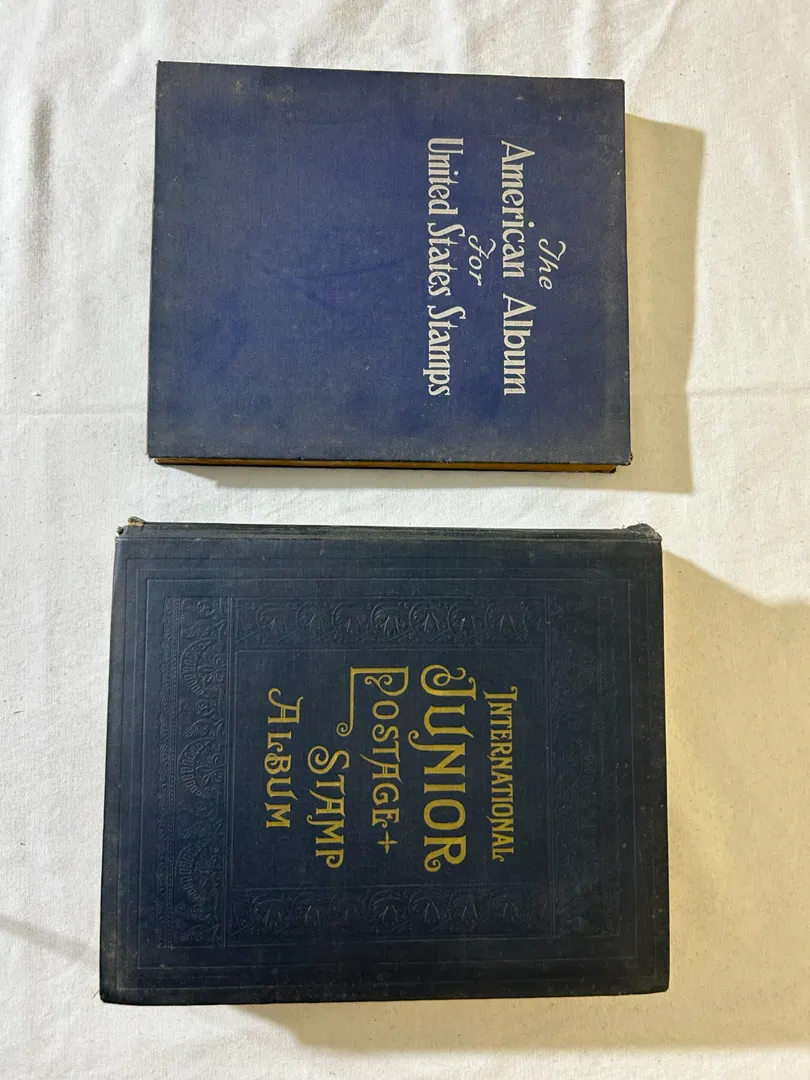 The
American Album
For
United States Stamps
INTERNATIONAL
JUNIOR
POSTAGE
STAMP
ALBUM